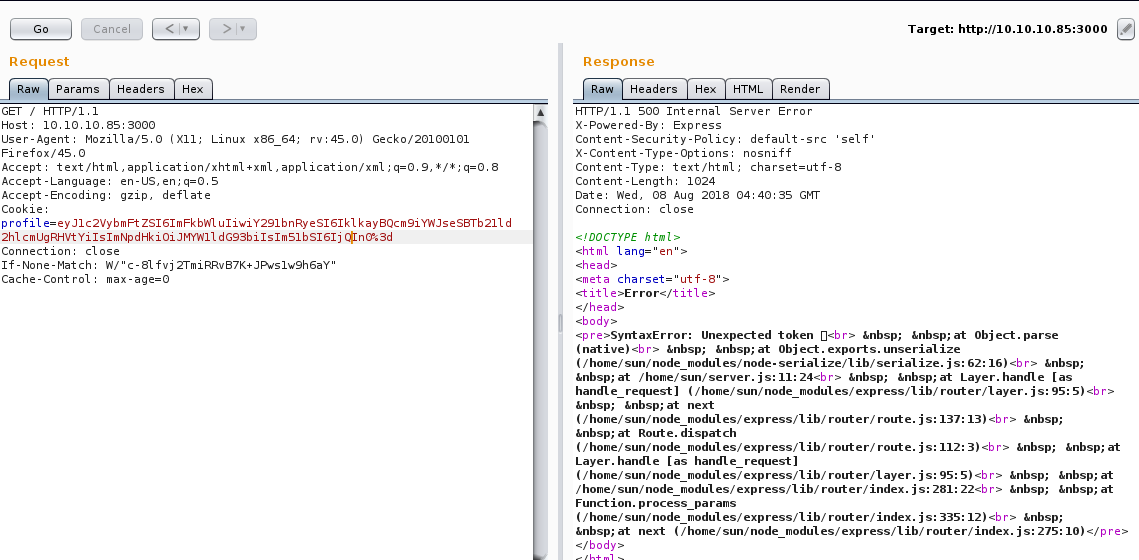 Go
Cancel
< | ▾
> | ▾
Target: http://10.10.10.85:3000
Request
Raw Params Headers Hex
GET / HTTP/1.1
Host: 10.10.10.85:3000
User-Agent: Mozilla/5.0 (X11; Linux x86_64; rv:45.0) Gecko/20100101
Firefox/45.0
Accept: text/html,application/xhtml+xml,application/xml;q=0.9,*/*;q=0.8
Accept-Language: en-US,en;q=0.5
Accept-Encoding: gzip, deflate
Cookie:
profile=eyJ1c2VybmFtZSI6ImFkbWluIiwiY291bnRyeSI6IklkayBQcm9iYWJseSBTb21ld
2hlcmUgRHVtYiIsImNpdHkiOiJMYW1ldG93biIsIm51bSI6IjQInO%3d
Connection: close
If-None-Match: W/"c-8lfvj2TmiRRvB7K+JPws1w9h6aY"
Cache-Control: max-age=0
Response
Raw Headers Hex HTML Render
HTTP/1.1 500 Internal Server Error
X-Powered-By: Express
Content-Security-Policy: default-src 'self'
X-Content-Type-Options: nosniff
Content-Type: text/html; charset=utf-8
Content-Length: 1024
Date: Wed, 08 Aug 2018 04:40:35 GMT
Connection: close
<!DOCTYPE html>
<html lang="en">
<head>
<meta charset="utf-8">
<title>Error</title>
</head>
<body>
<pre>SyntaxError: Unexpected token <br> &nbsp; &nbsp;at Object.parse
(native)<br> &nbsp; &nbsp;at Object.exports.unserialize
(/home/sun/node_modules/node-serialize/lib/serialize.js:62:16)<br> &nbsp;
&nbsp;at /home/sun/server.js:11:24<br> &nbsp; &nbsp;at Layer.handle [as
handle_request] (/home/sun/node_modules/express/lib/router/layer.js:95:5)<br>
&nbsp; &nbsp;at next
(/home/sun/node_modules/express/lib/router/route.js:137:13)<br> &nbsp;
&nbsp;at Route.dispatch
(/home/sun/node_modules/express/lib/router/route.js:112:3)<br> &nbsp; &nbsp;at
Layer.handle [as handle_request]
(/home/sun/node_modules/express/lib/router/layer.js:95:5)<br> &nbsp; &nbsp;at
/home/sun/node_modules/express/lib/router/index.js:281:22<br> &nbsp; &nbsp;at
Function.process_params
(/home/sun/node_modules/express/lib/router/index.js:335:12)<br> &nbsp;
&nbsp;at next (/home/sun/node_modules/express/lib/router/index.js:275:10)</pre>
</body>
</html>